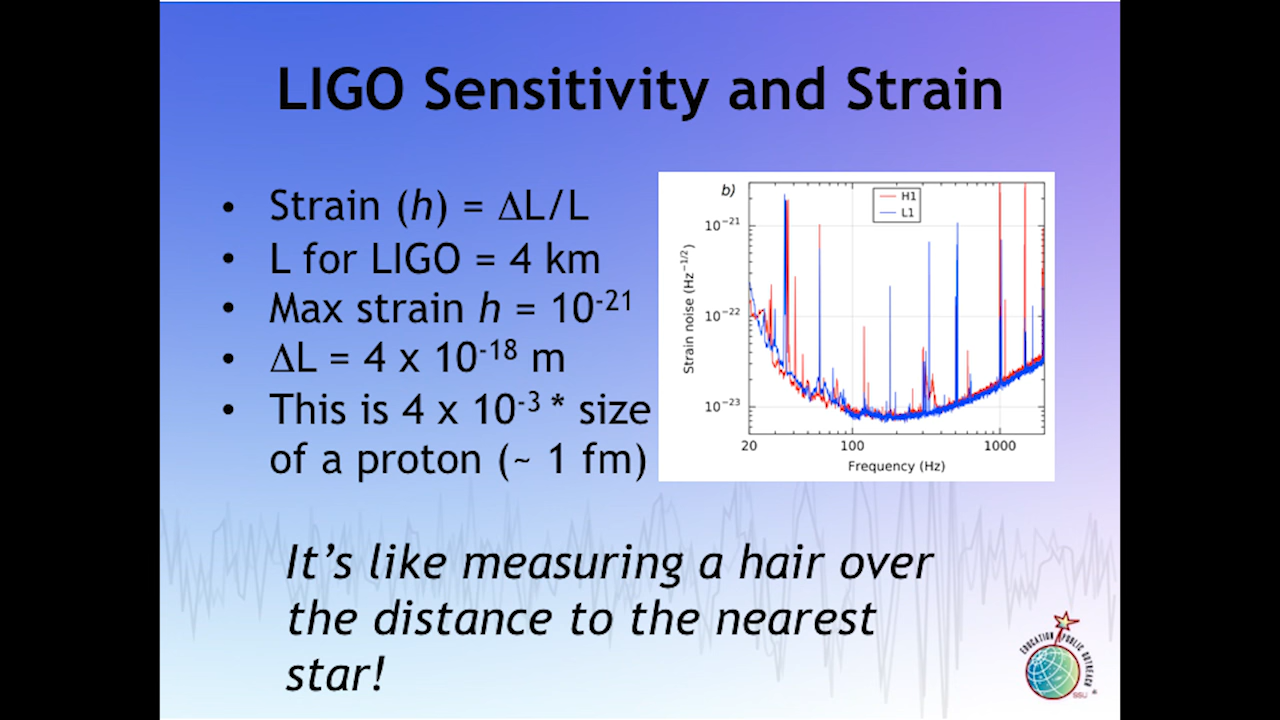 LIGO Sensitivity and Strain
• Strain (h) = ΔL/L
• L for LIGO = 4 km
• Max strain h = 10⁻²¹
• ΔL = 4 x 10⁻¹⁸ m
• This is 4 x 10⁻³ * size
of a proton (~ 1 fm)
b)
H1
L1
10⁻²¹
10⁻²²
10⁻²³
Strain noise (Hz⁻¹/²)
20 100 1000
Frequency (Hz)
It’s like measuring a hair over
the distance to the nearest
star!
EDUCATION PUBLIC OUTREACH